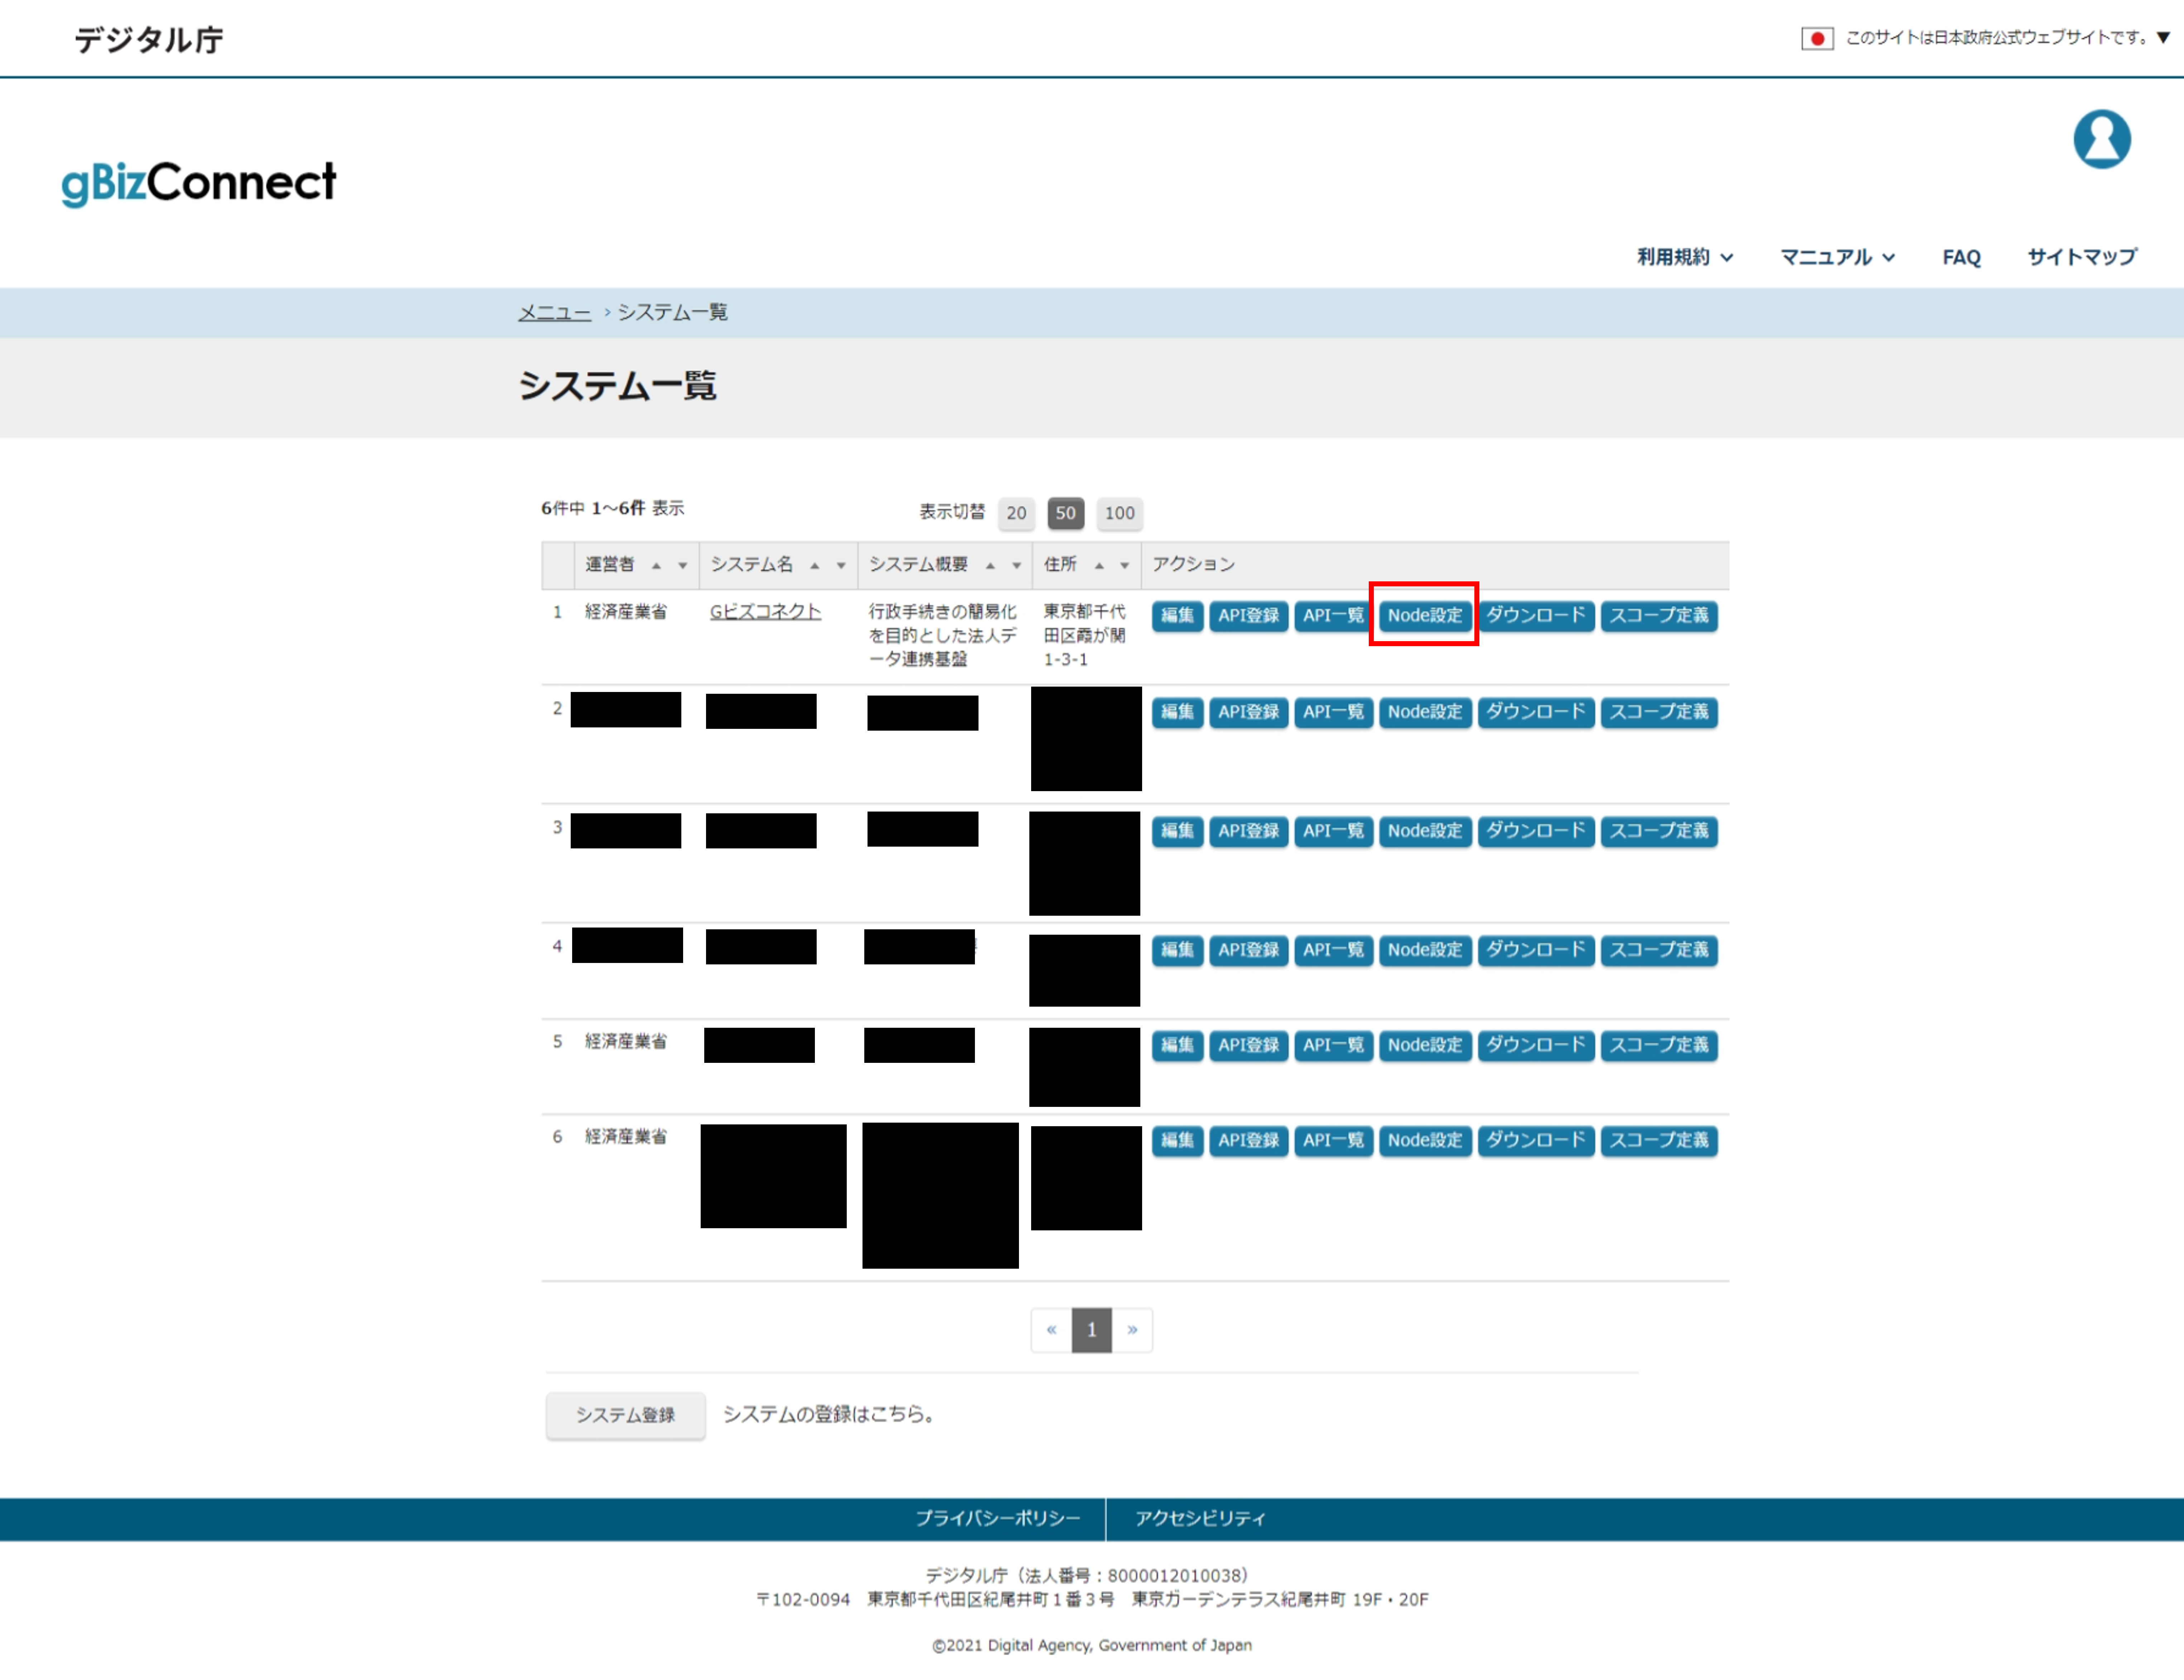 デジタル庁
このサイトは日本政府公式ウェブサイトです。▼
gBizConnect
利用規約 マニュアル FAQ サイトマップ
メニュー › システム一覧
システム一覧
6件中 1～6件 表示 表示切替 20 50 100
運営者 ▲ ▼ システム名 ▲ ▼ システム概要 ▲ ▼ 住所 ▲ ▼ アクション
1 経済産業省 Gビズコネクト 行政手続きの簡易化 東京都千代 編集 API登録 API一覧 Node設定 ダウンロード スコープ定義
を目的とした法人デ 田区霞が関
ータ連携基盤 1-3-1
2 編集 API登録 API一覧 Node設定 ダウンロード スコープ定義
3 編集 API登録 API一覧 Node設定 ダウンロード スコープ定義
4 編集 API登録 API一覧 Node設定 ダウンロード スコープ定義
5 経済産業省 編集 API登録 API一覧 Node設定 ダウンロード スコープ定義
6 経済産業省 編集 API登録 API一覧 Node設定 ダウンロード スコープ定義
« 1 »
システム登録 システムの登録はこちら。
プライバシーポリシー アクセシビリティ
デジタル庁（法人番号：8000012010038）
〒102-0094 東京都千代田区紀尾井町１番３号 東京ガーデンテラス紀尾井町 19F・20F
©2021 Digital Agency, Government of Japan